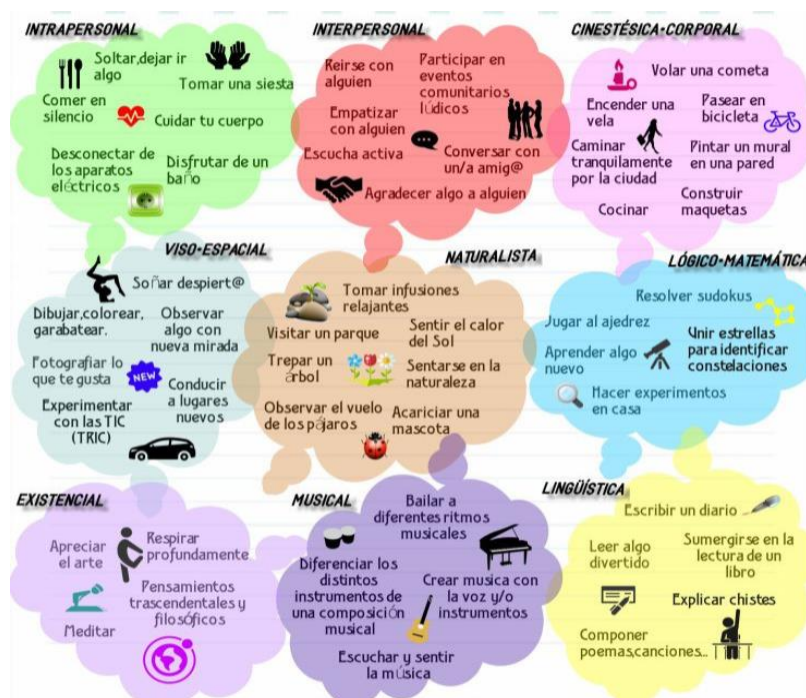 INTRAPERSONAL
Soltar,dejar ir
algo
Tomar una siesta
Comer en
silencio
Cuidar tu cuerpo
Desconectar de
los aparatos
eléctricos
Disfrutar de un
baño
INTERPERSONAL
Reirse con
alguien
Participar en
eventos
comunitarios
lúdicos
Empatizar
con alguien
Escucha activa
Conversar con
un/a amig@
Agradecer algo a alguien
CINESTÉSICA-CORPORAL
Volar una cometa
Encender una
vela
Pasear en
bicicleta
Caminar
tranquilamente
por la ciudad
Pintar un mural
en una pared
Cocinar
Construir
maquetas
VISO-ESPACIAL
Soñar despiert@
Dibujar,colorear,
garabatear.
Observar
algo con
nueva mirada
Fotografiar lo
que te gusta
NEW
Conducir
a lugares
nuevos
Experimentar
con las TIC
(TRIC)
NATURALISTA
Tomar infusiones
relajantes
Visitar un parque
Sentir el calor
del Sol
Trepar un
árbol
Sentarse en la
naturaleza
Observar el vuelo
de los pájaros
Acariciar una
mascota
LÓGICO-MATEMÁTICA
Resolver sudokus
Jugar al ajedrez
Unir estrellas
para identificar
constelaciones
Aprender algo
nuevo
Hacer experimentos
en casa
EXISTENCIAL
Apreciar
el arte
Respirar
profundamente
Pensamientos
trascendentales y
filosóficos
Meditar
MUSICAL
Bailar a
diferentes ritmos
musicales
Diferenciar los
distintos
instrumentos de
una composición
musical
Crear musica con
la voz y/o
instrumentos
Escuchar y sentir
la música
LINGÜÍSTICA
Escribir un diario ...
Leer algo
divertido
Sumergirse en la
lectura de un
libro
Explicar chistes
Componer
poemas,canciones...